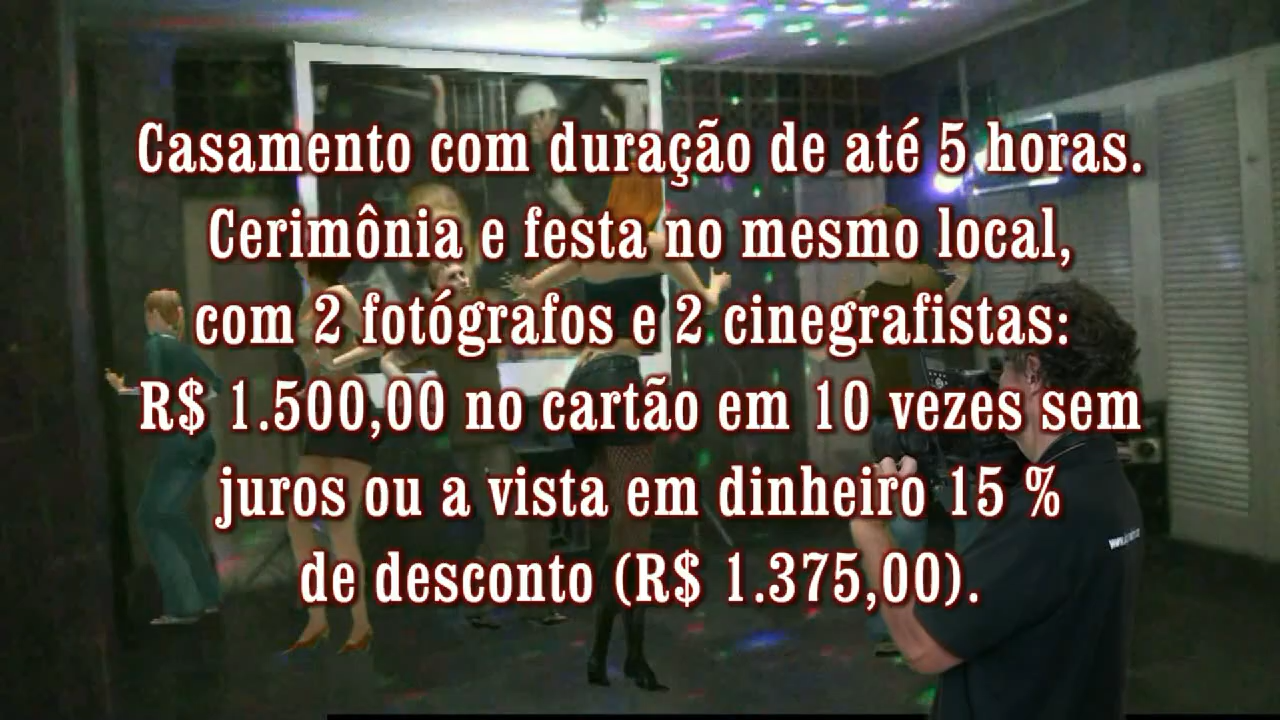 Casamento com duração de até 5 horas.
Cerimônia e festa no mesmo local,
com 2 fotógrafos e 2 cinegrafistas:
R$ 1.500,00 no cartão em 10 vezes sem
juros ou a vista em dinheiro 15 %
de desconto (R$ 1.375,00).